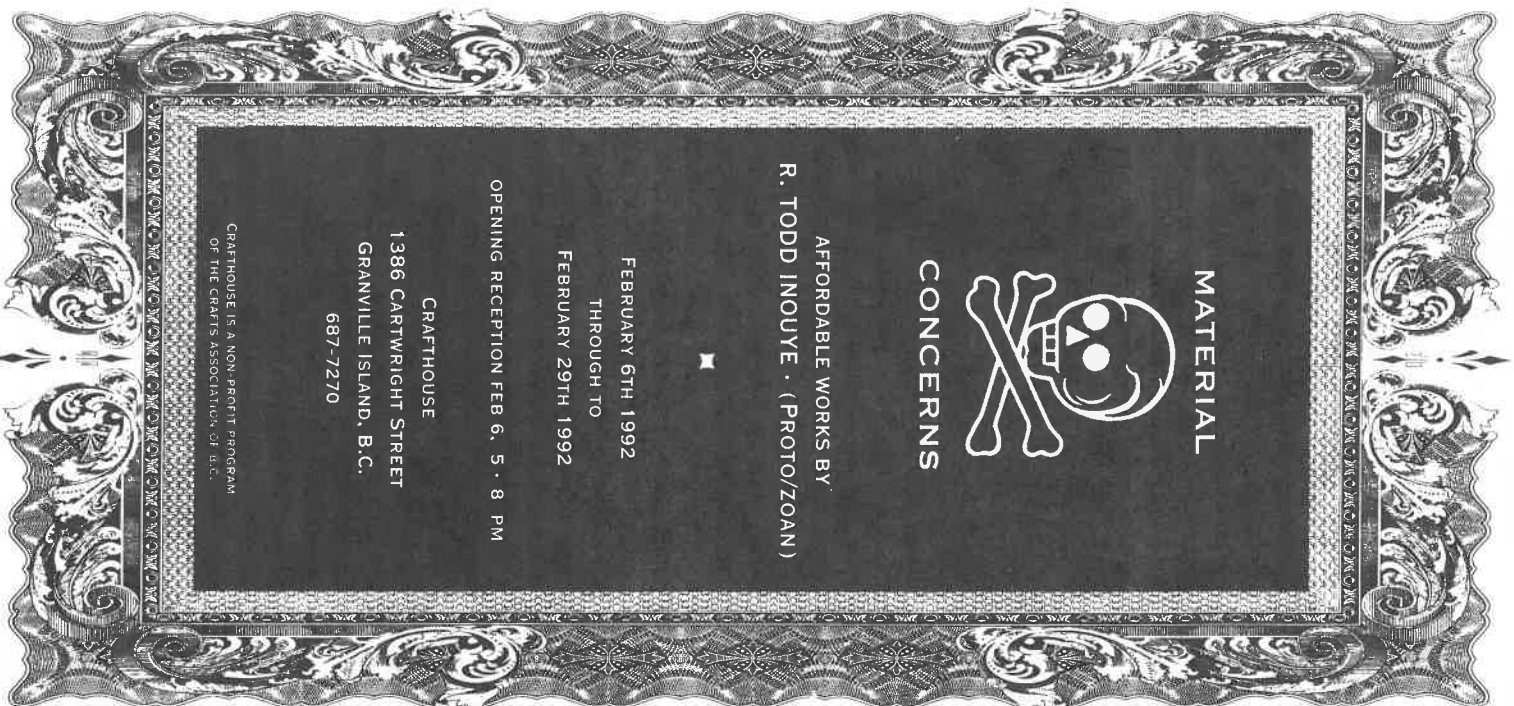 MATERIAL
CONCERNS
AFFORDABLE WORKS BY
R. TODD INOUYE · (PROTO/ZOAN)
FEBRUARY 6TH 1992
THROUGH TO
FEBRUARY 29TH 1992
OPENING RECEPTION FEB 6, 5 · 8 PM
CRAFTHOUSE
1386 CARTWRIGHT STREET
GRANVILLE ISLAND, B.C.
687-7270
CRAFTHOUSE IS A NON-PROFIT PROGRAM
OF THE CRAFTS ASSOCIATION OF B.C.